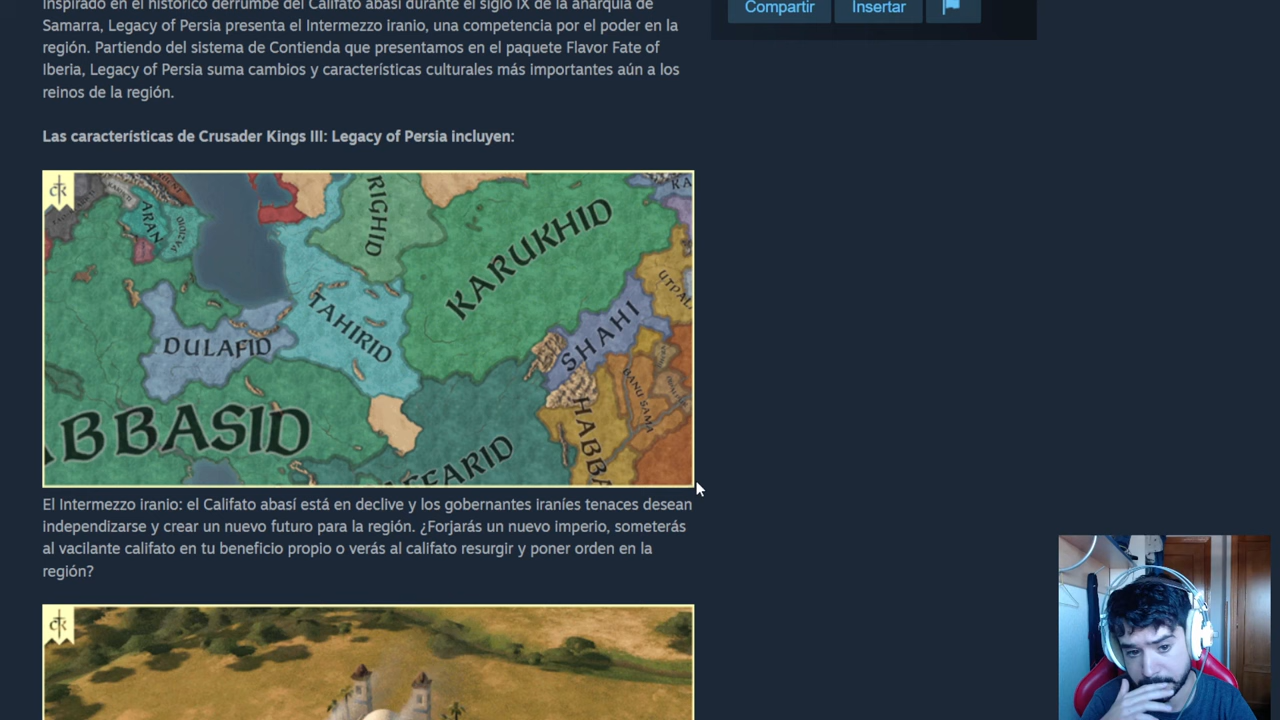 Inspirado en el histórico derrumbe del Califato abasí durante el siglo IX de la anarquía de
Samarra, Legacy of Persia presenta el Intermezzo iranio, una competencia por el poder en la
región. Partiendo del sistema de Contienda que presentamos en el paquete Flavor Fate of
Iberia, Legacy of Persia suma cambios y características culturales más importantes aún a los
reinos de la región.
Compartir
Insertar
Las características de Crusader Kings III: Legacy of Persia incluyen:
RIGHID
KARUKHID
ARAN
TAHIRID
UTPAL
SHAHI
DULAFID
BANU SAMA
HABBA
ABBASID
FFARID
El Intermezzo iranio: el Califato abasí está en declive y los gobernantes iraníes tenaces desean
independizarse y crear un nuevo futuro para la región. ¿Forjarás un nuevo imperio, someterás
al vacilante califato en tu beneficio propio o verás al califato resurgir y poner orden en la
región?